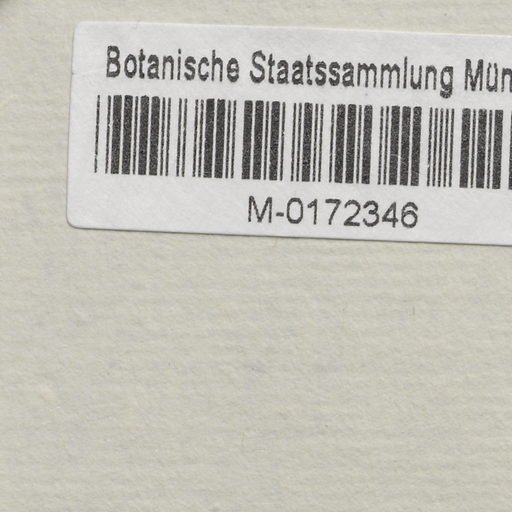 Botanische Staatssammlung Mün
M-0172346